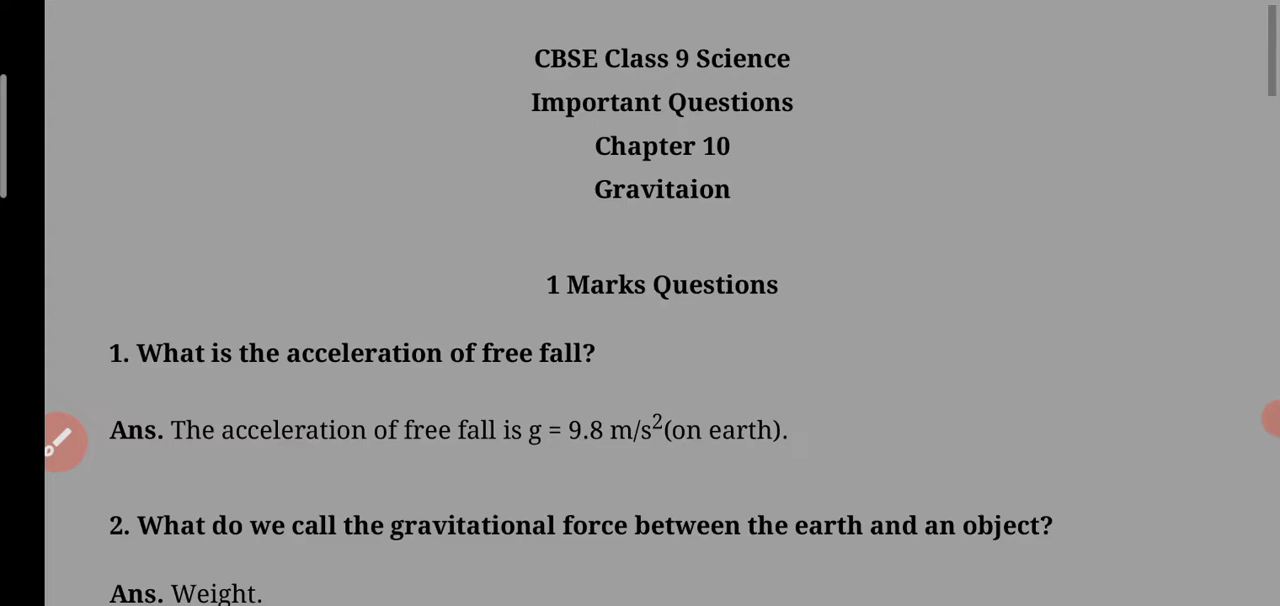 CBSE Class 9 Science
Important Questions
Chapter 10
Gravitaion
1 Marks Questions
1. What is the acceleration of free fall?
Ans. The acceleration of free fall is g = 9.8 m/s²(on earth).
2. What do we call the gravitational force between the earth and an object?
Ans. Weight.